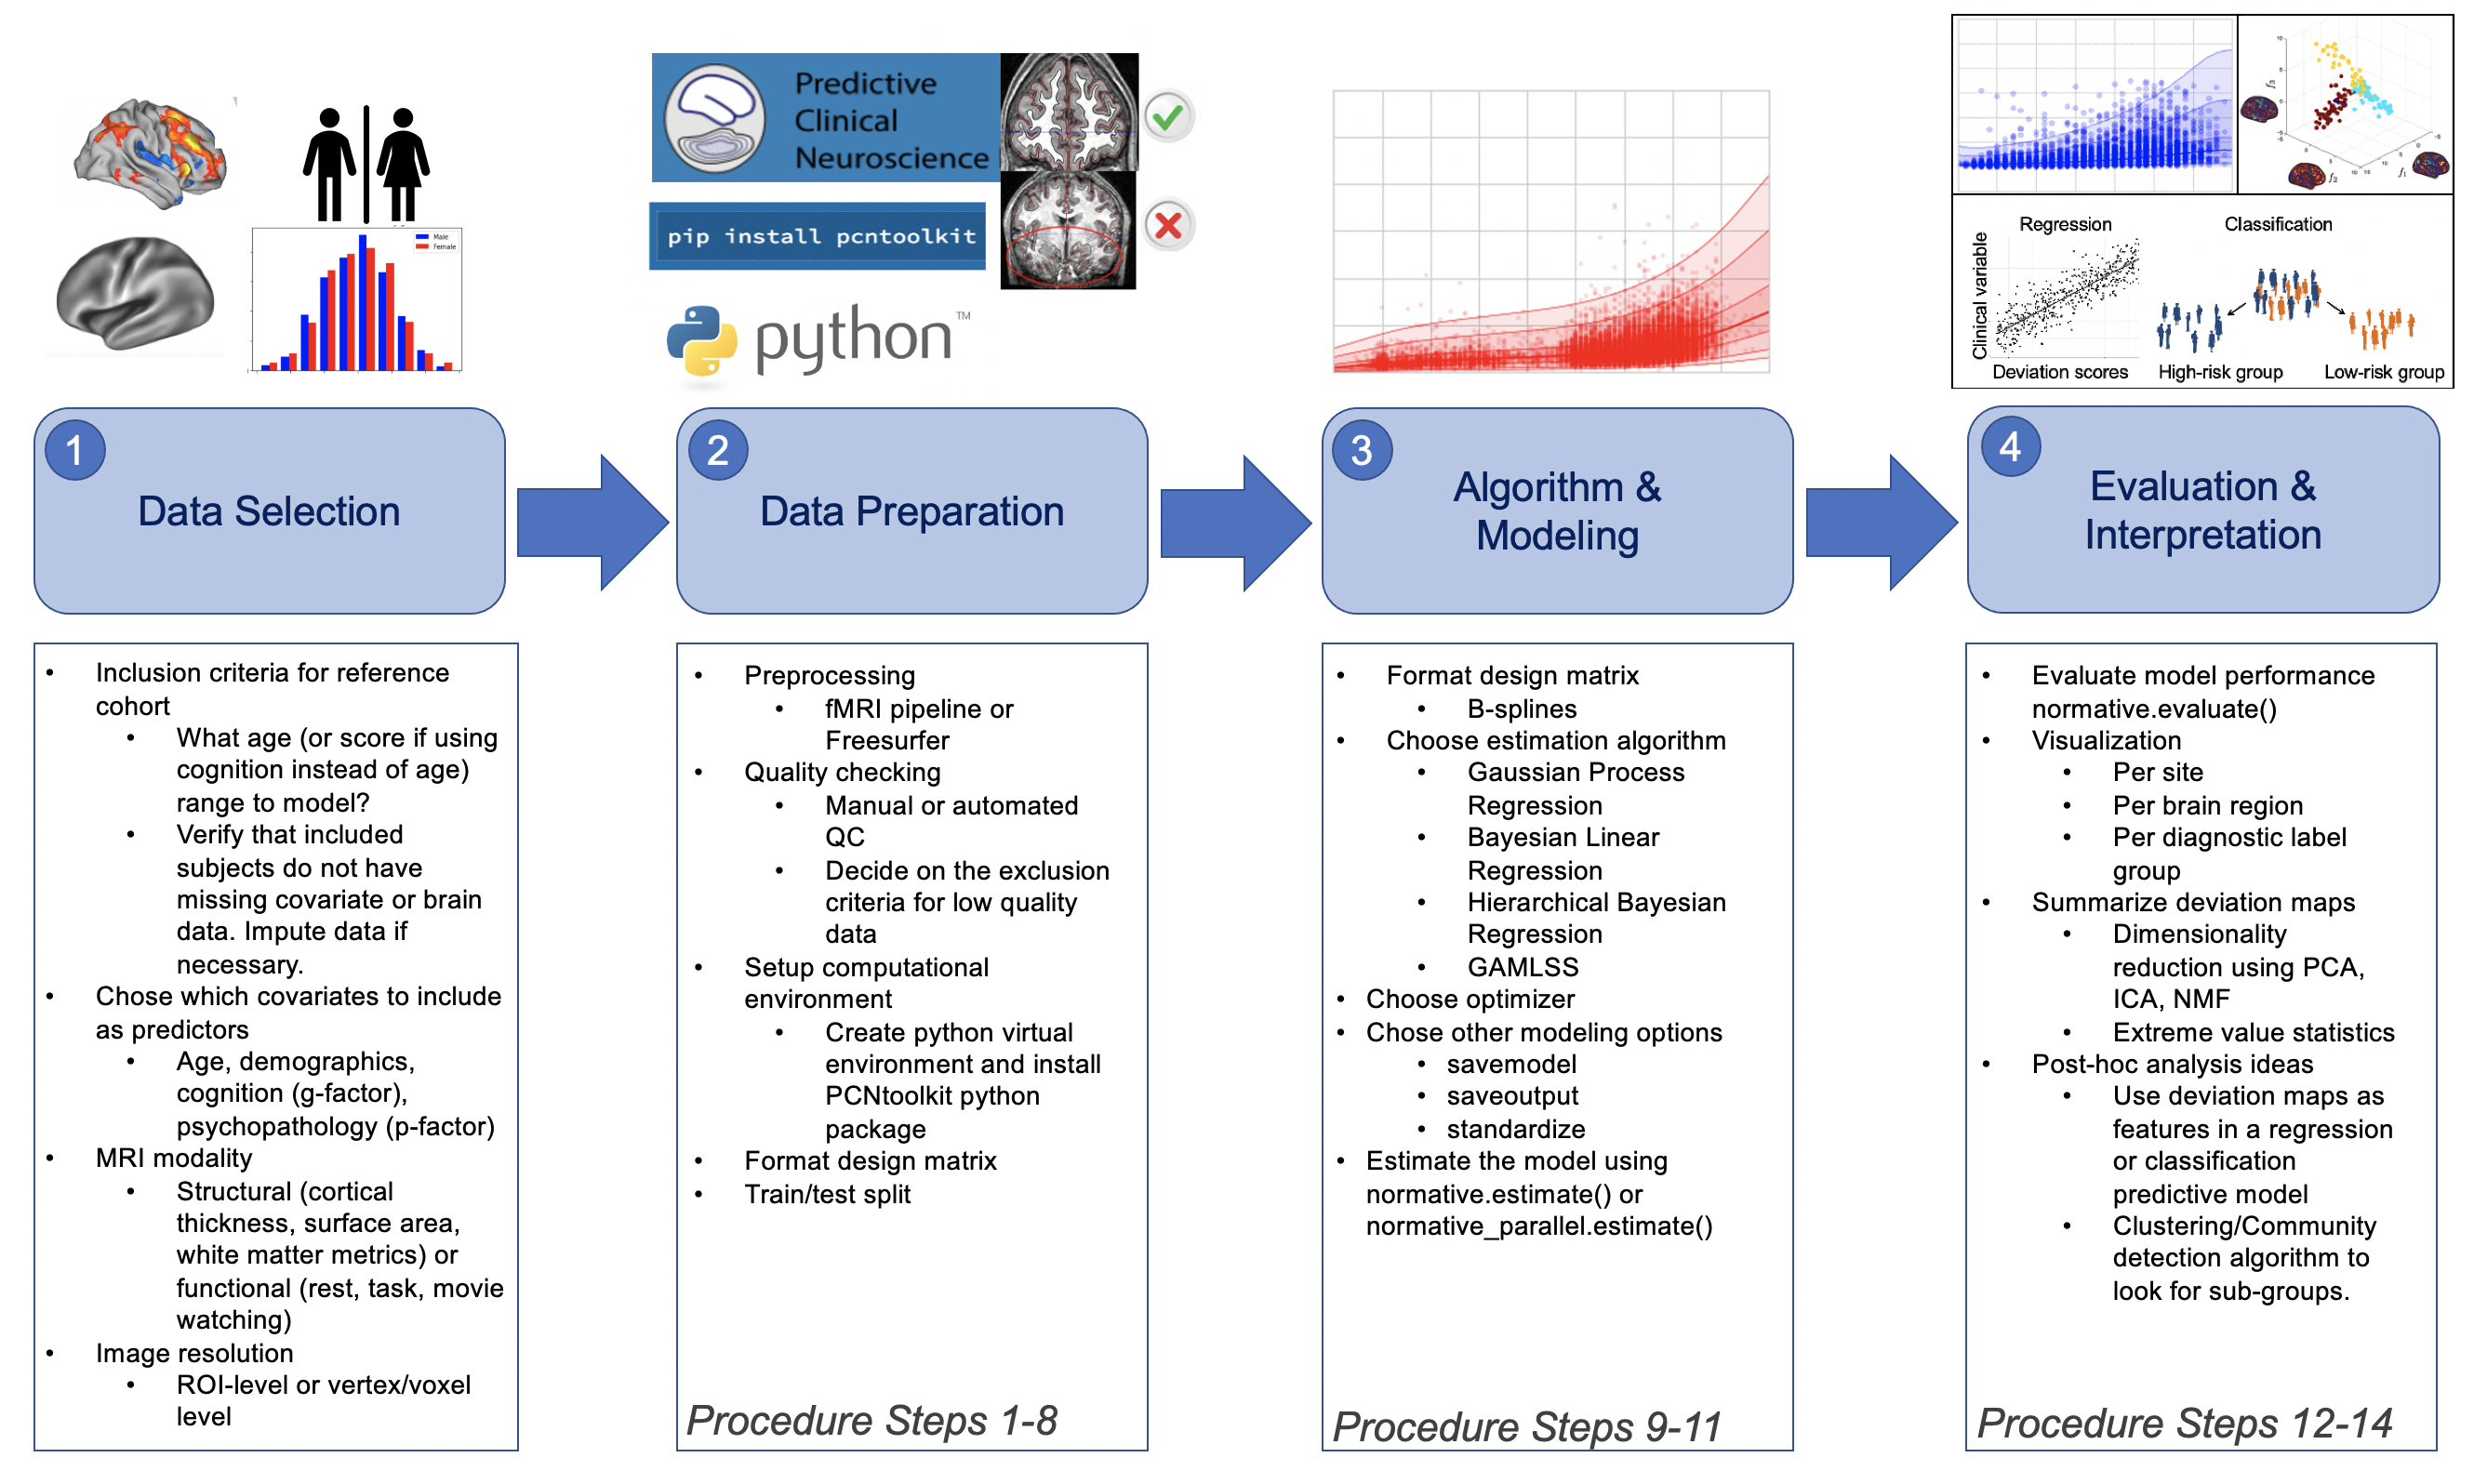 Male
Female
Predictive
Clinical
Neuroscience
pip install pcntoolkit
python™
Regression
Classification
Clinical variable
Deviation scores
High-risk group
Low-risk group
1
Data Selection
2
Data Preparation
3
Algorithm &
Modeling
4
Evaluation &
Interpretation
• Inclusion criteria for reference
cohort
• What age (or score if using
cognition instead of age)
range to model?
• Verify that included
subjects do not have
missing covariate or brain
data. Impute data if
necessary.
• Chose which covariates to include
as predictors
• Age, demographics,
cognition (g-factor),
psychopathology (p-factor)
• MRI modality
• Structural (cortical
thickness, surface area,
white matter metrics) or
functional (rest, task, movie
watching)
• Image resolution
• ROI-level or vertex/voxel
level
• Preprocessing
• fMRI pipeline or
Freesurfer
• Quality checking
• Manual or automated
QC
• Decide on the exclusion
criteria for low quality
data
• Setup computational
environment
• Create python virtual
environment and install
PCNtoolkit python
package
• Format design matrix
• Train/test split
Procedure Steps 1-8
• Format design matrix
• B-splines
• Choose estimation algorithm
• Gaussian Process
Regression
• Bayesian Linear
Regression
• Hierarchical Bayesian
Regression
• GAMLSS
• Choose optimizer
• Chose other modeling options
• savemodel
• saveoutput
• standardize
• Estimate the model using
normative.estimate() or
normative_parallel.estimate()
Procedure Steps 9-11
• Evaluate model performance
normative.evaluate()
• Visualization
• Per site
• Per brain region
• Per diagnostic label
group
• Summarize deviation maps
• Dimensionality
reduction using PCA,
ICA, NMF
• Extreme value statistics
• Post-hoc analysis ideas
• Use deviation maps as
features in a regression
or classification
predictive model
• Clustering/Community
detection algorithm to
look for sub-groups.
Procedure Steps 12-14